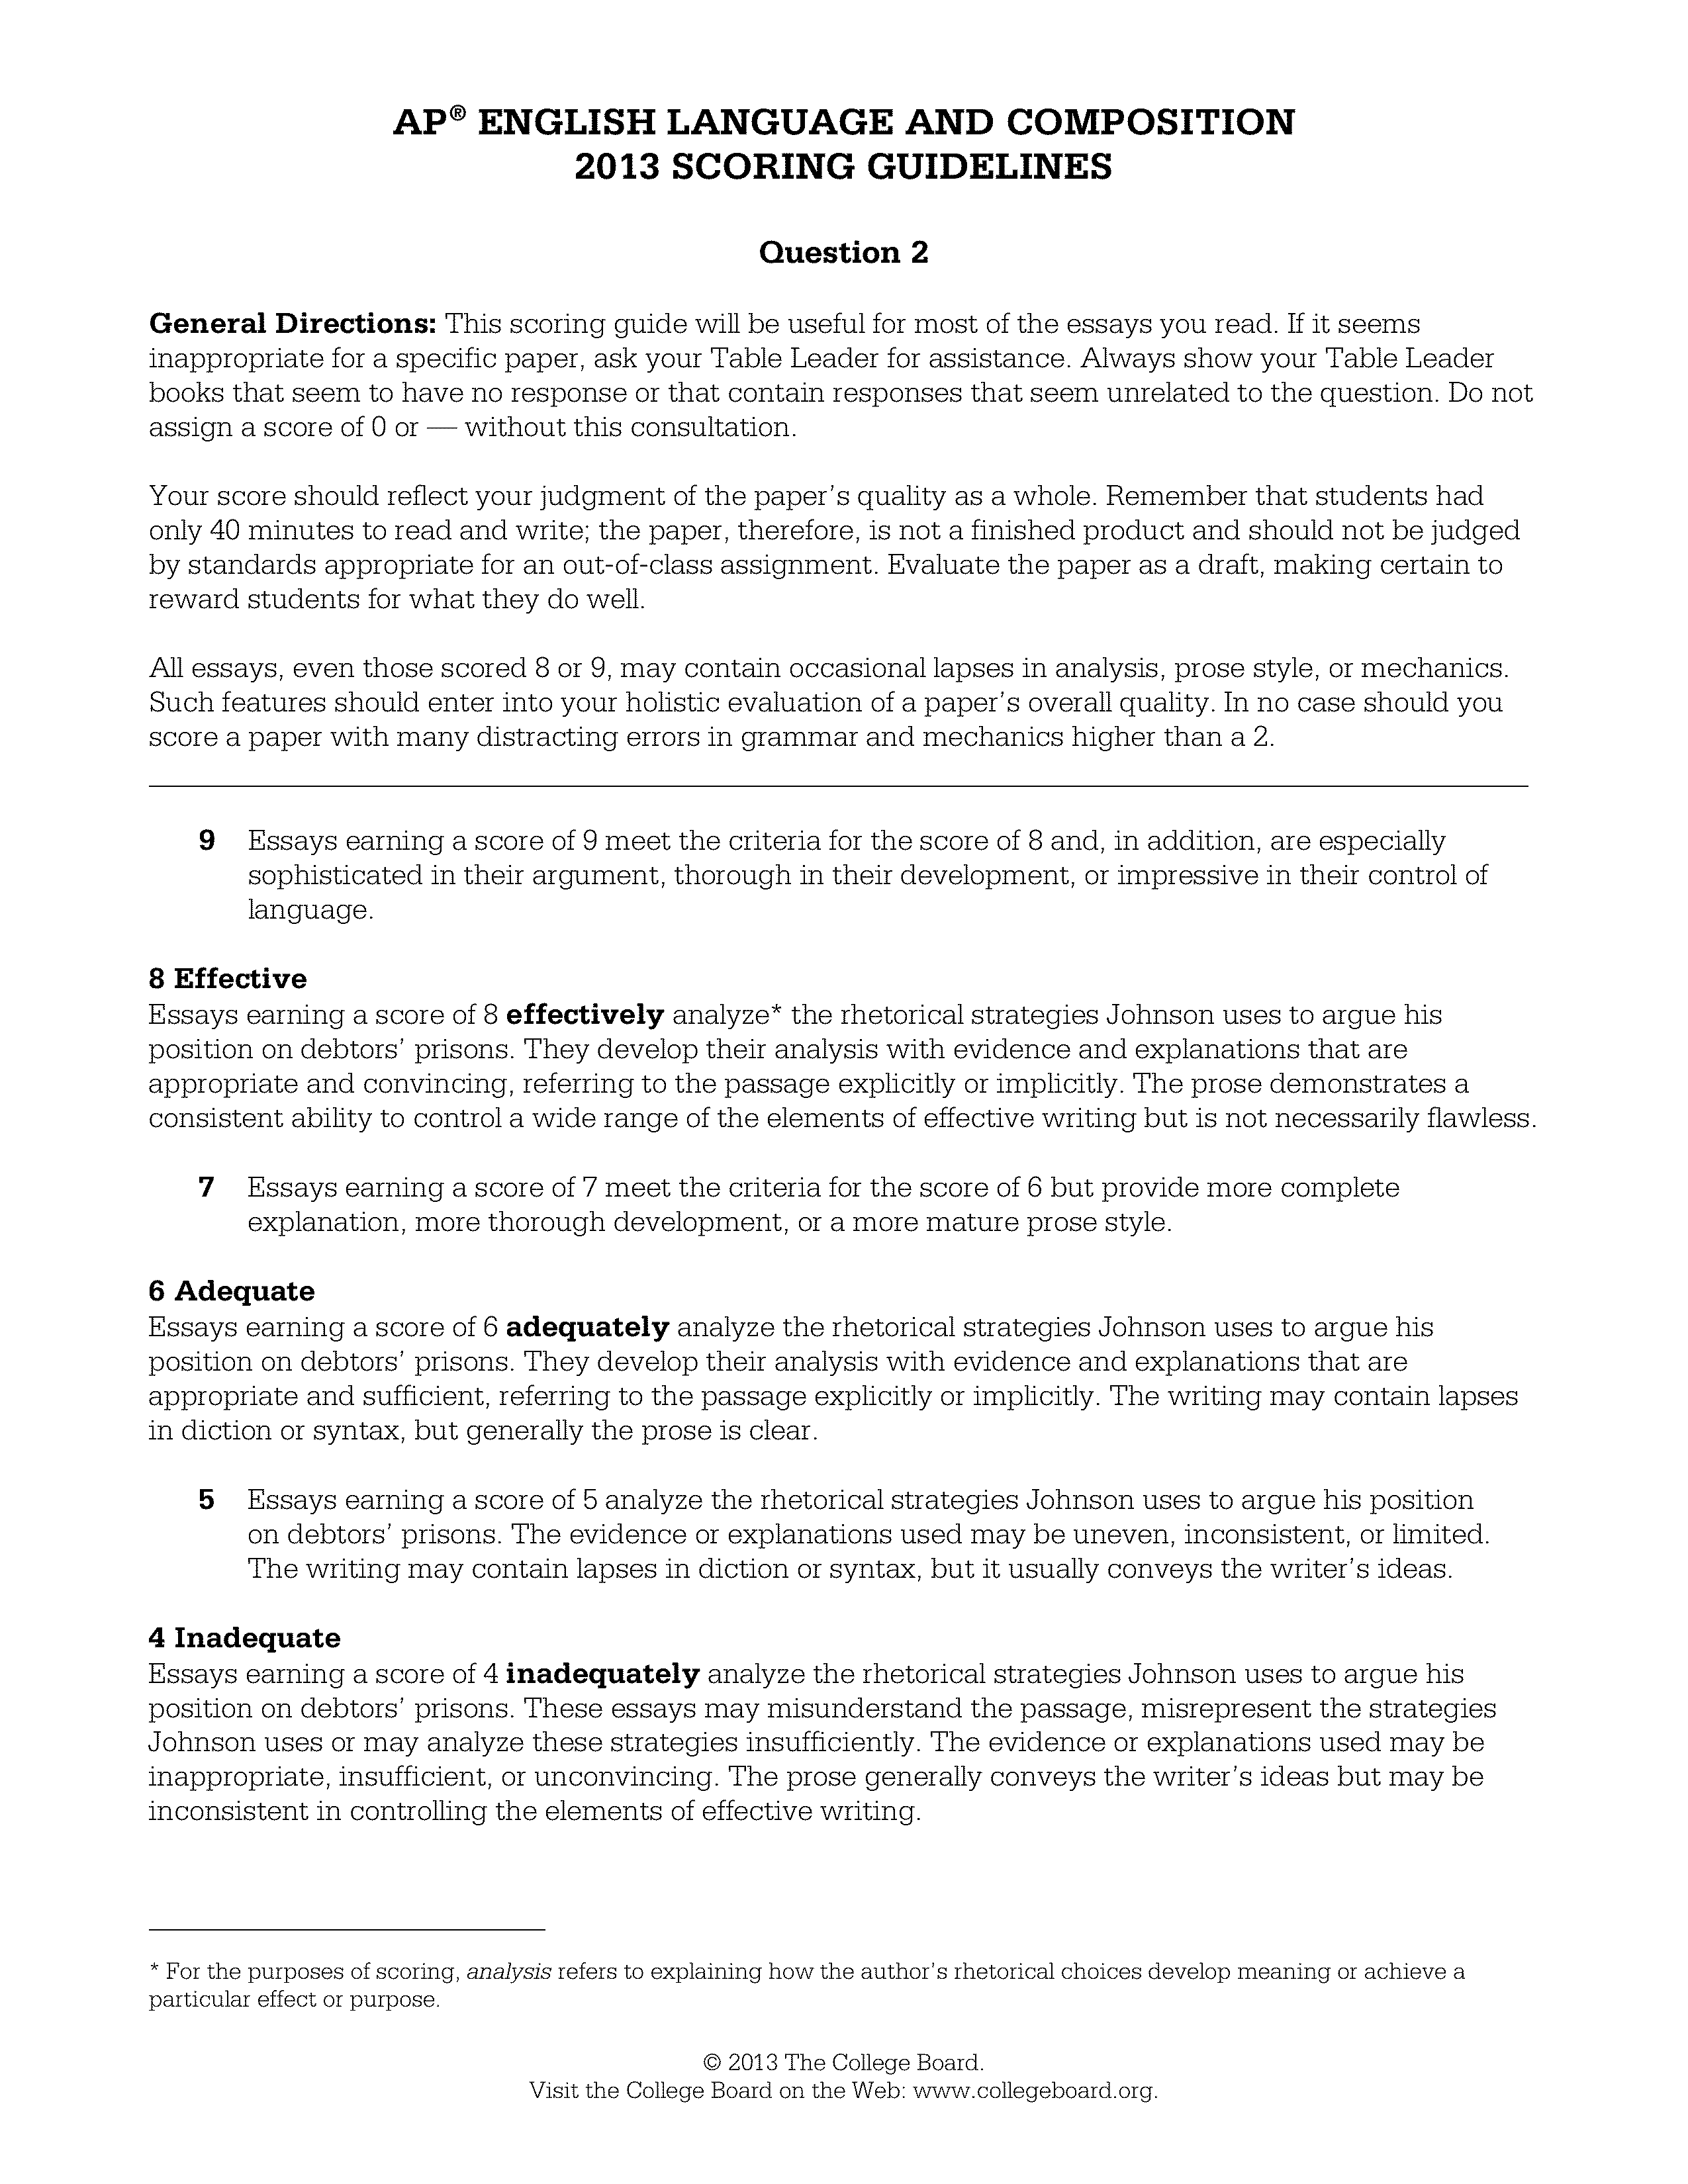 AP® ENGLISH LANGUAGE AND COMPOSITION
2013 SCORING GUIDELINES
Question 2
General Directions: This scoring guide will be useful for most of the essays you read. If it seems
inappropriate for a specific paper, ask your Table Leader for assistance. Always show your Table Leader
books that seem to have no response or that contain responses that seem unrelated to the question. Do not
assign a score of 0 or — without this consultation.
Your score should reflect your judgment of the paper's quality as a whole. Remember that students had
only 40 minutes to read and write; the paper, therefore, is not a finished product and should not be judged
by standards appropriate for an out-of-class assignment. Evaluate the paper as a draft, making certain to
reward students for what they do well.
All essays, even those scored 8 or 9, may contain occasional lapses in analysis, prose style, or mechanics.
Such features should enter into your holistic evaluation of a paper's overall quality. In no case should you
score a paper with many distracting errors in grammar and mechanics higher than a 2.
9 Essays earning a score of 9 meet the criteria for the score of 8 and, in addition, are especially
sophisticated in their argument, thorough in their development, or impressive in their control of
language.
8 Effective
Essays earning a score of 8 effectively analyze* the rhetorical strategies Johnson uses to argue his
position on debtors' prisons. They develop their analysis with evidence and explanations that are
appropriate and convincing, referring to the passage explicitly or implicitly. The prose demonstrates a
consistent ability to control a wide range of the elements of effective writing but is not necessarily flawless.
7 Essays earning a score of 7 meet the criteria for the score of 6 but provide more complete
explanation, more thorough development, or a more mature prose style.
6 Adequate
Essays earning a score of 6 adequately analyze the rhetorical strategies Johnson uses to argue his
position on debtors' prisons. They develop their analysis with evidence and explanations that are
appropriate and sufficient, referring to the passage explicitly or implicitly. The writing may contain lapses
in diction or syntax, but generally the prose is clear.
5 Essays earning a score of 5 analyze the rhetorical strategies Johnson uses to argue his position
on debtors' prisons. The evidence or explanations used may be uneven, inconsistent, or limited.
The writing may contain lapses in diction or syntax, but it usually conveys the writer's ideas.
4 Inadequate
Essays earning a score of 4 inadequately analyze the rhetorical strategies Johnson uses to argue his
position on debtors' prisons. These essays may misunderstand the passage, misrepresent the strategies
Johnson uses or may analyze these strategies insufficiently. The evidence or explanations used may be
inappropriate, insufficient, or unconvincing. The prose generally conveys the writer's ideas but may be
inconsistent in controlling the elements of effective writing.
* For the purposes of scoring, analysis refers to explaining how the author's rhetorical choices develop meaning or achieve a
particular effect or purpose.
© 2013 The College Board.
Visit the College Board on the Web: www.collegeboard.org.